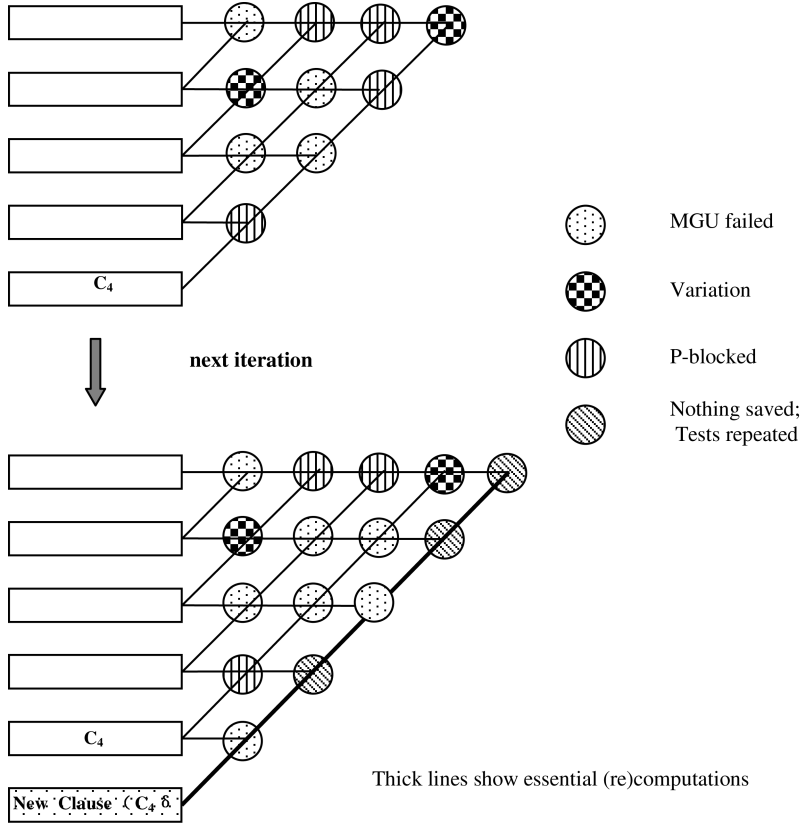 C₄
MGU failed
Variation
P-blocked
Nothing saved;
Tests repeated
next iteration
C₄
New Clause ( C₄ δ
Thick lines show essential (re)computations